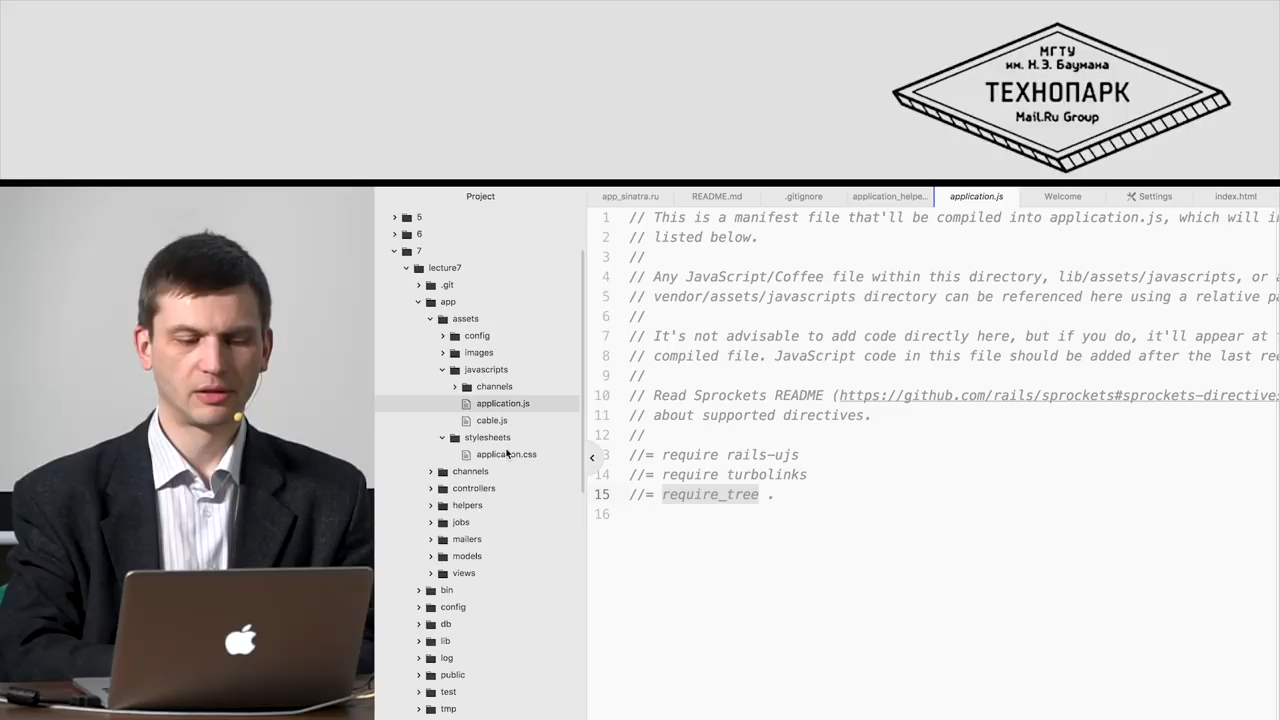 МГТУ
им. Н.Э. Баумана
ТЕХНОПАРК
Mail.Ru Group
Project
5
6
7
lecture7
.git
app
assets
config
images
javascripts
channels
application.js
cable.js
stylesheets
application.css
channels
controllers
helpers
jobs
mailers
models
views
bin
config
db
lib
log
public
test
tmp
app_sinatra.ru README.md .gitignore application_helpe... application.js Welcome Settings index.html
1 // This is a manifest file that'll be compiled into application.js, which will i
2 // listed below.
3 //
4 // Any JavaScript/Coffee file within this directory, lib/assets/javascripts, or
5 // vendor/assets/javascripts directory can be referenced here using a relative p
6 //
7 // It's not advisable to add code directly here, but if you do, it'll appear at
8 // compiled file. JavaScript code in this file should be added after the last re
9 //
10 // Read Sprockets README (https://github.com/rails/sprockets#sprockets-directive
11 // about supported directives.
12 //
13 //= require rails-ujs
14 //= require turbolinks
15 //= require_tree .
16